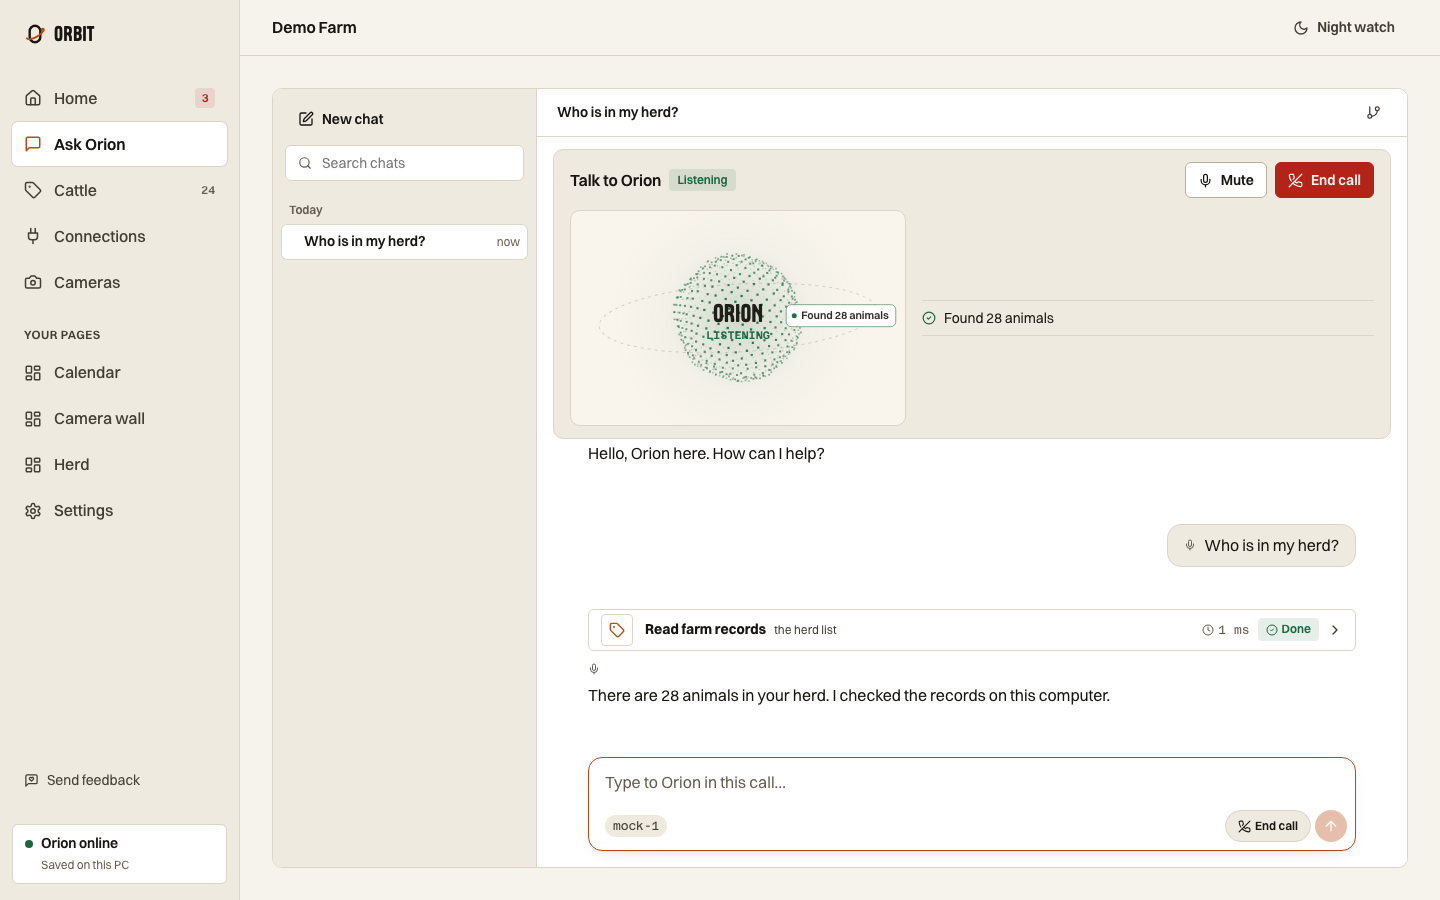 ORBIT
Home
3
Ask Orion
Cattle
24
Connections
Cameras
YOUR PAGES
Calendar
Camera wall
Herd
Settings
Send feedback
Orion online
Saved on this PC
Demo Farm
Night watch
New chat
Search chats
Today
Who is in my herd?
now
Who is in my herd?
Talk to Orion
Listening
Mute
End call
ORION
LISTENING
Found 28 animals
Found 28 animals
Hello, Orion here. How can I help?
Who is in my herd?
Read farm records
the herd list
1 ms
Done
There are 28 animals in your herd. I checked the records on this computer.
Type to Orion in this call...
mock-1
End call